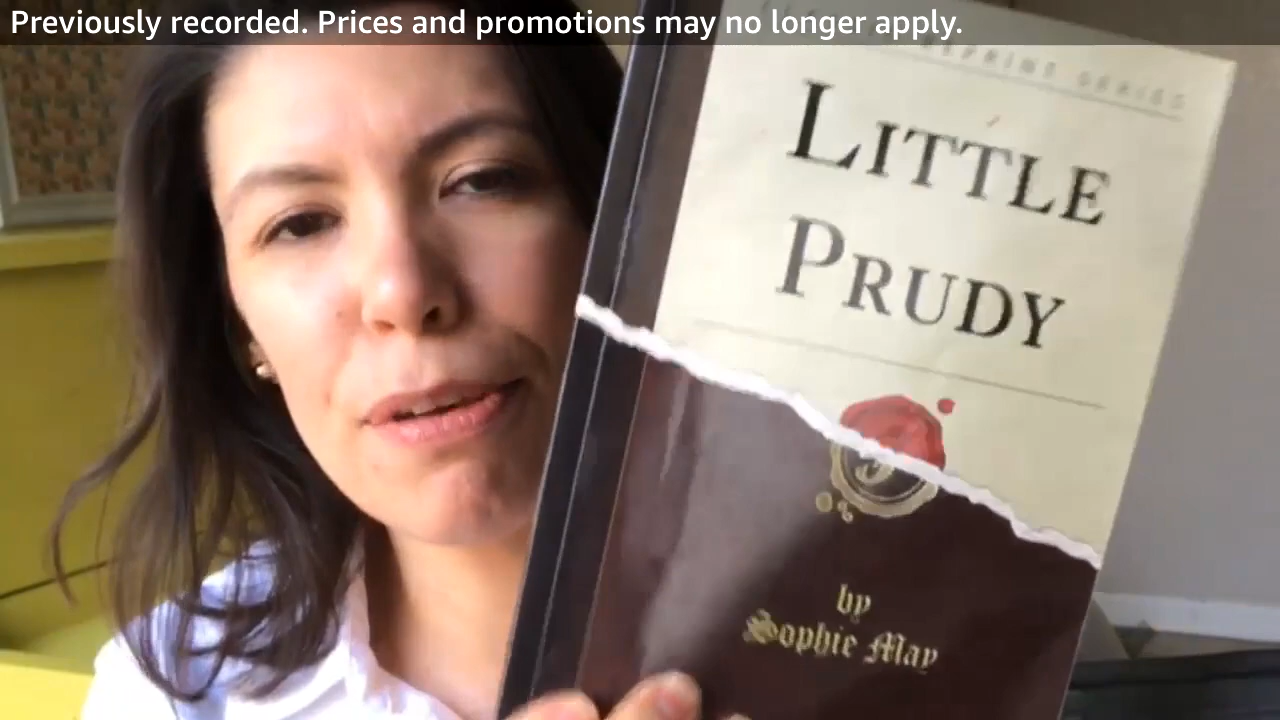 Previously recorded. Prices and promotions may no longer apply.
LITTLE
PRUDY
by
Sophie May